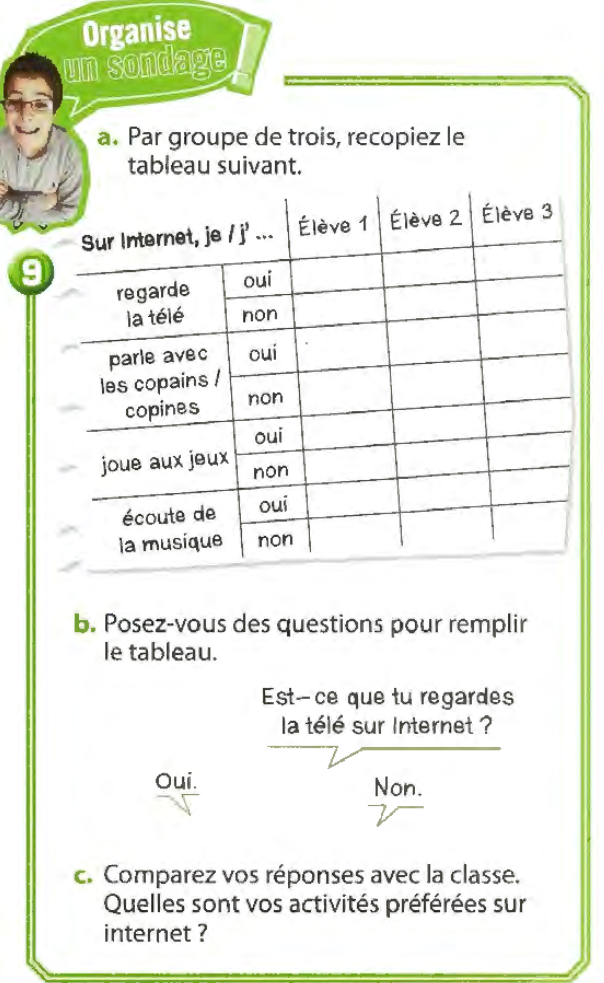 Organise
un sondage !
a. Par groupe de trois, recopiez le
tableau suivant.
Sur Internet, je / j' ... Élève 1 Élève 2 Élève 3
9
regarde
la télé
oui
non
parle avec
les copains /
copines
oui
non
joue aux jeux
oui
non
écoute de
la musique
oui
non
b. Posez-vous des questions pour remplir
le tableau.
Est-ce que tu regardes
la télé sur Internet ?
Oui.
Non.
c. Comparez vos réponses avec la classe.
Quelles sont vos activités préférées sur
internet ?